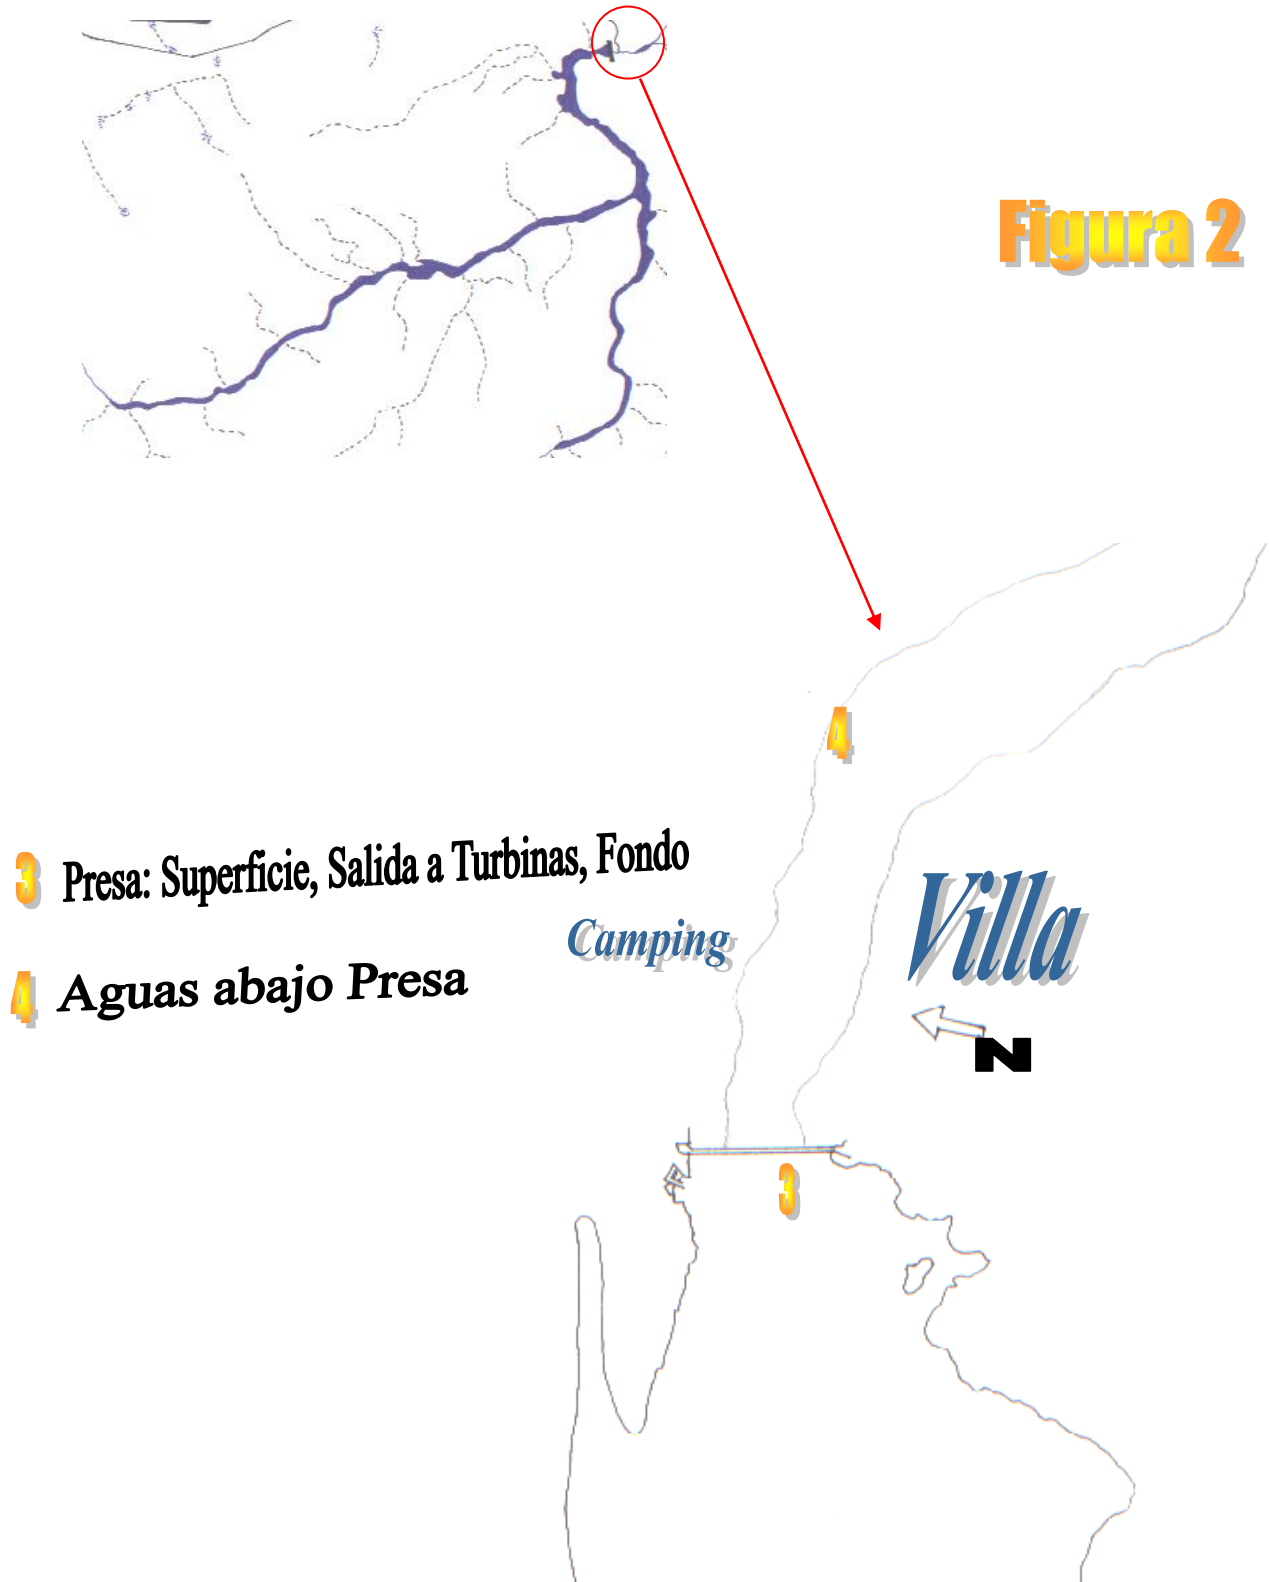 Figura 2
4
3 Presa: Superficie, Salida a Turbinas, Fondo
Villa
Camping
4 Aguas abajo Presa
N
3